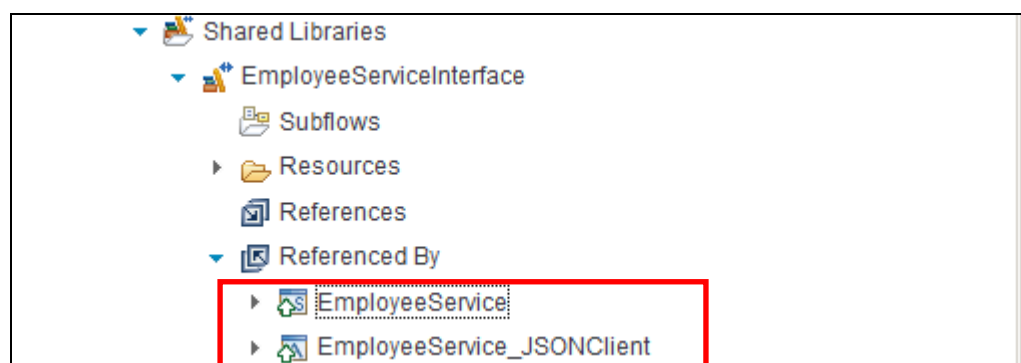 Shared Libraries
EmployeeServiceInterface
Subflows
Resources
References
Referenced By
EmployeeService
EmployeeService_JSONClient